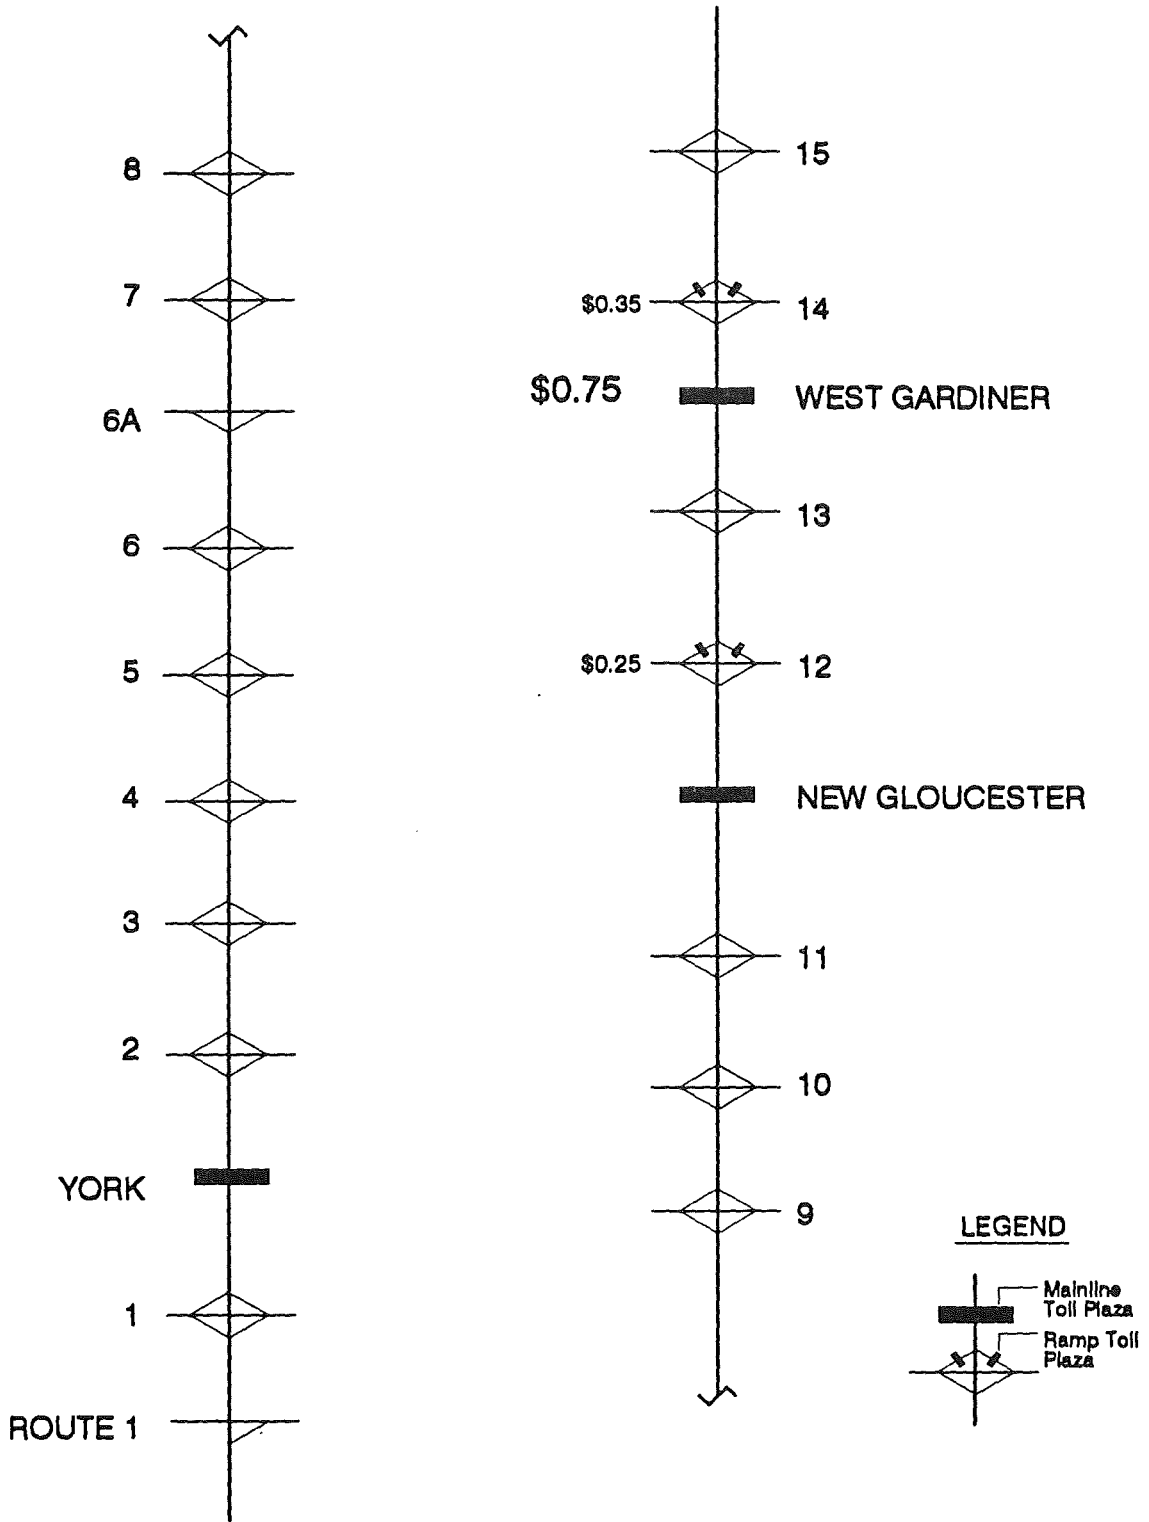 8
7
6A
6
5
4
3
2
YORK
1
ROUTE 1
15
$0.35
14
$0.75
WEST GARDINER
13
$0.25
12
NEW GLOUCESTER
11
10
9
LEGEND
Mainline
Toll Plaza
Ramp Toll
Plaza